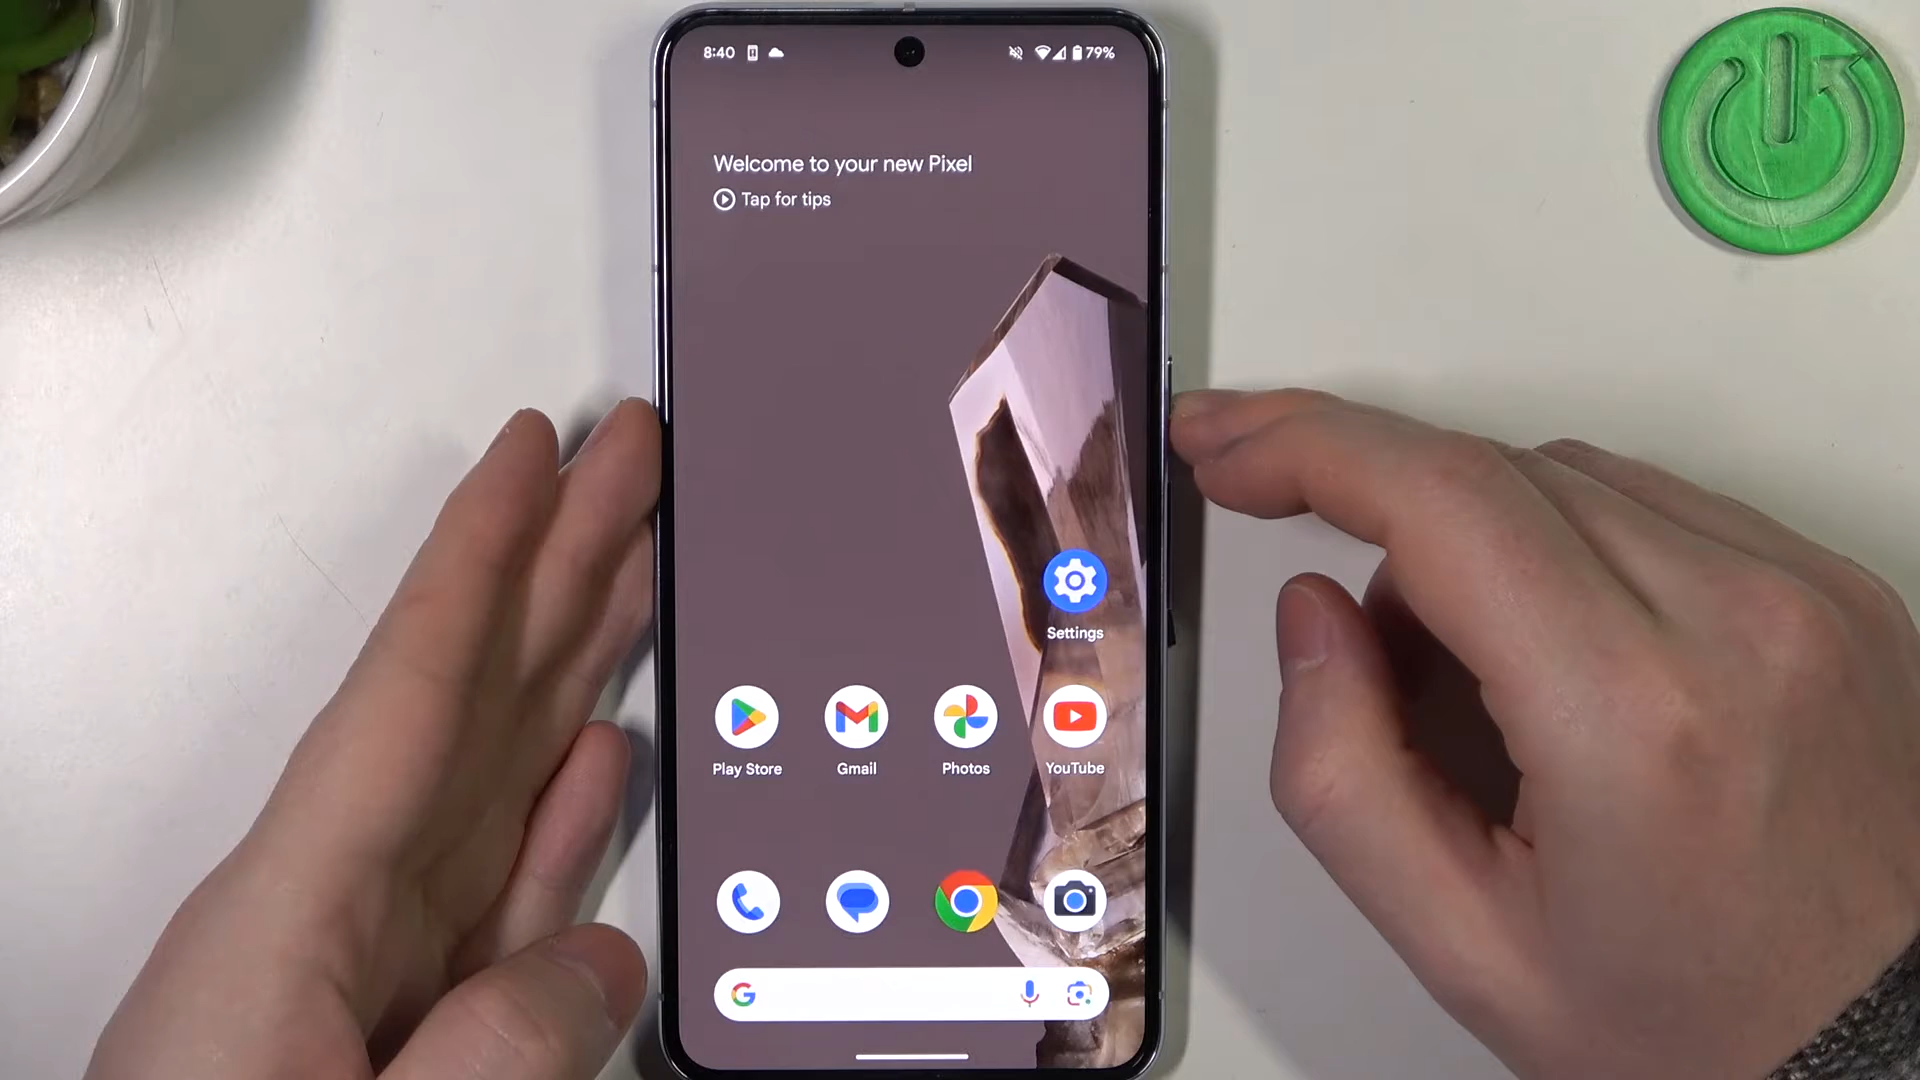 8:40
79%
Welcome to your new Pixel
Tap for tips
Settings
Play Store
Gmail
Photos
YouTube